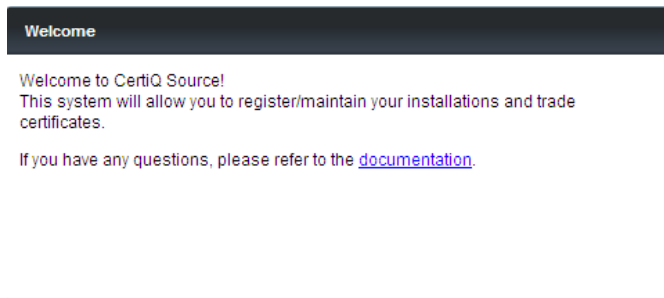 Welcome
Welcome to CertiQ Source!
This system will allow you to register/maintain your installations and trade
certificates.
If you have any questions, please refer to the documentation.